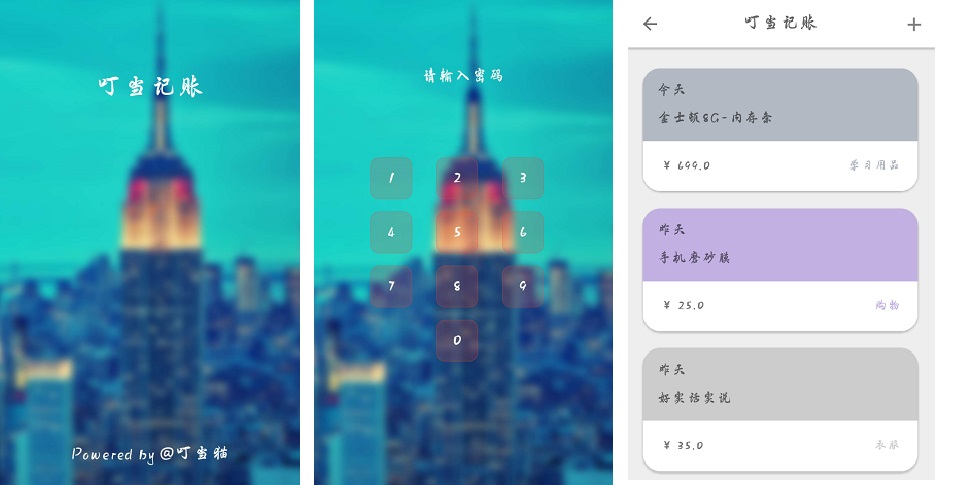 叮当记账
Powered by @叮当猫
请输入密码
1 2 3
4 5 6
7 8 9
0
叮当记账
今天
金士顿8G-内存条
¥ 699.0 学习用品
昨天
手机磨砂膜
¥ 25.0 购物
昨天
好实话实说
¥ 35.0 衣服